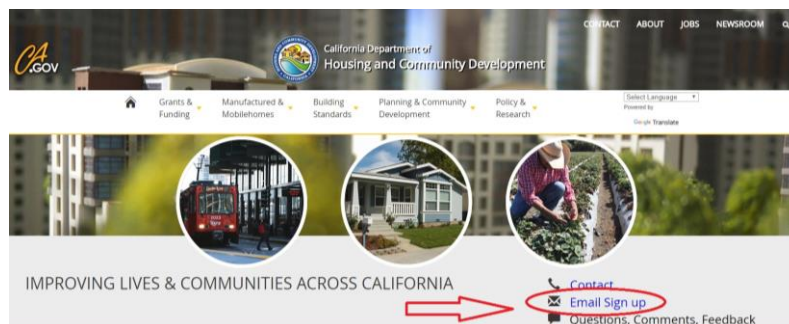 CONTACT ABOUT JOBS NEWSROOM
CA
.GOV
California Department of
Housing and Community Development
Grants &
Funding
Manufactured &
Mobilehomes
Building
Standards
Planning & Community
Development
Policy &
Research
Select Language
Powered by
Google Translate
IMPROVING LIVES & COMMUNITIES ACROSS CALIFORNIA
Contact
Email Sign up
Questions, Comments, Feedback